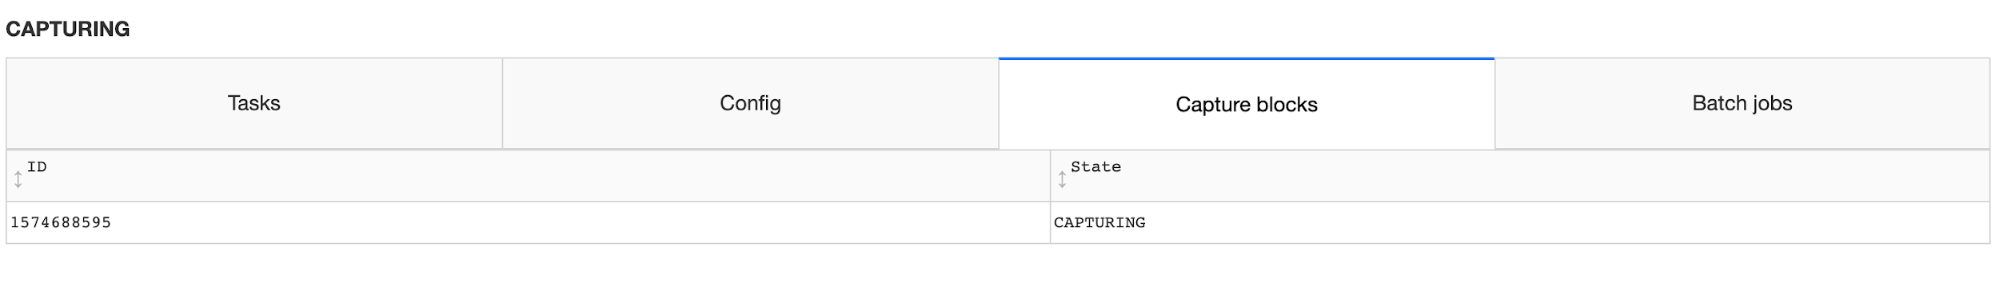 CAPTURING
Tasks Config Capture blocks Batch jobs
ID State
1574688595 CAPTURING